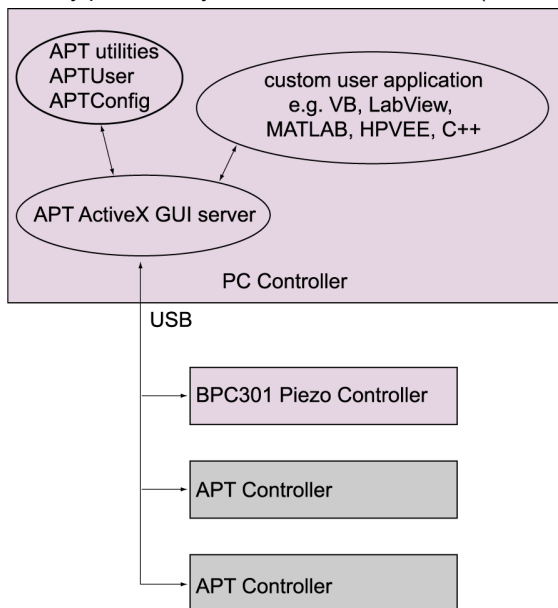 APT utilities
APTUser
APTConfig
custom user application
e.g. VB, LabView,
MATLAB, HPVEE, C++
APT ActiveX GUI server
PC Controller
USB
BPC301 Piezo Controller
APT Controller
APT Controller